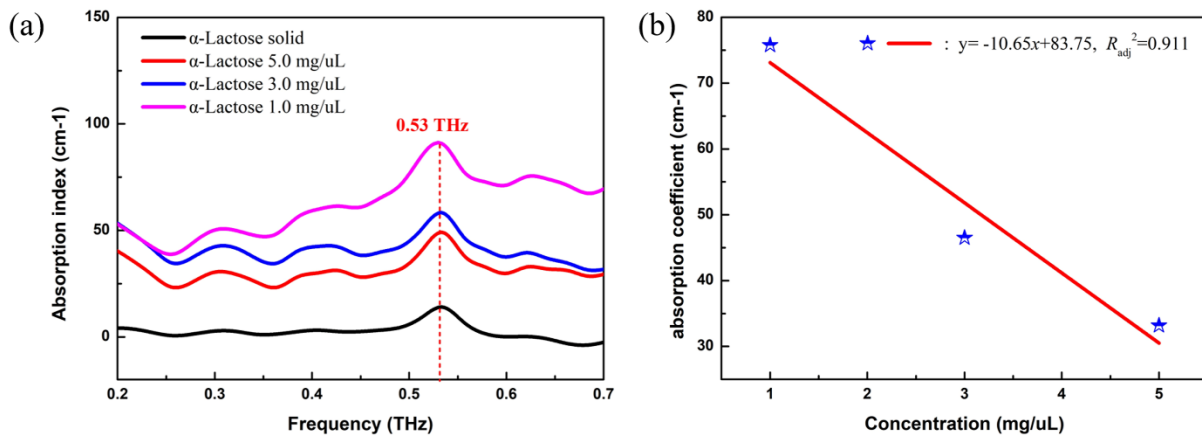 (a)
150
100
50
0
Absorption index (cm-1)
α-Lactose solid
α-Lactose 5.0 mg/uL
α-Lactose 3.0 mg/uL
α-Lactose 1.0 mg/uL
0.53 THz
0.2 0.3 0.4 0.5 0.6 0.7
Frequency (THz)
(b)
80
70
60
50
40
30
absorption coefficient (cm-1)
: y= -10.65x+83.75, R_adj²=0.911
1 2 3 4 5
Concentration (mg/uL)